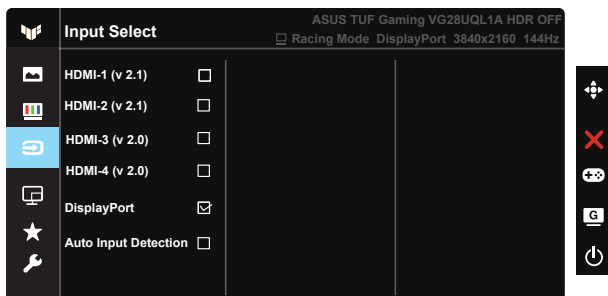 Input Select
ASUS TUF Gaming VG28UQL1A HDR OFF
Racing Mode DisplayPort 3840x2160 144Hz
HDMI-1 (v 2.1)
HDMI-2 (v 2.1)
HDMI-3 (v 2.0)
HDMI-4 (v 2.0)
DisplayPort
Auto Input Detection
G